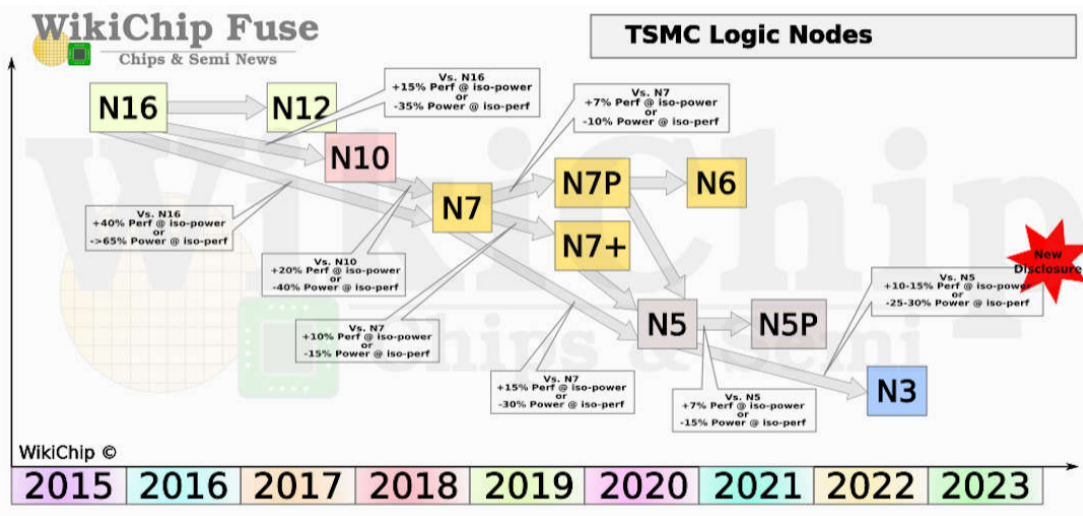 WikiChip Fuse
Chips & Semi News
TSMC Logic Nodes
N16
N12
Vs. N16
+15% Perf @ iso-power
or
-35% Power @ iso-perf
Vs. N7
+7% Perf @ iso-power
or
-10% Power @ iso-perf
N10
N7
N7P
N6
N7+
Vs. N16
+40% Perf @ iso-power
or
->65% Power @ iso-perf
Vs. N10
+20% Perf @ iso-power
or
-40% Power @ iso-perf
New
Disclosure
Vs. N5
+10-15% Perf @ iso-power
or
-25-30% Power @ iso-perf
Vs. N7
+10% Perf @ iso-power
or
-15% Power @ iso-perf
N5
N5P
Vs. N7
+15% Perf @ iso-power
or
-30% Power @ iso-perf
Vs. N5
+7% Perf @ iso-power
or
-15% Power @ iso-perf
N3
WikiChip
Chips & Semi
WikiChip ©
2015 2016 2017 2018 2019 2020 2021 2022 2023